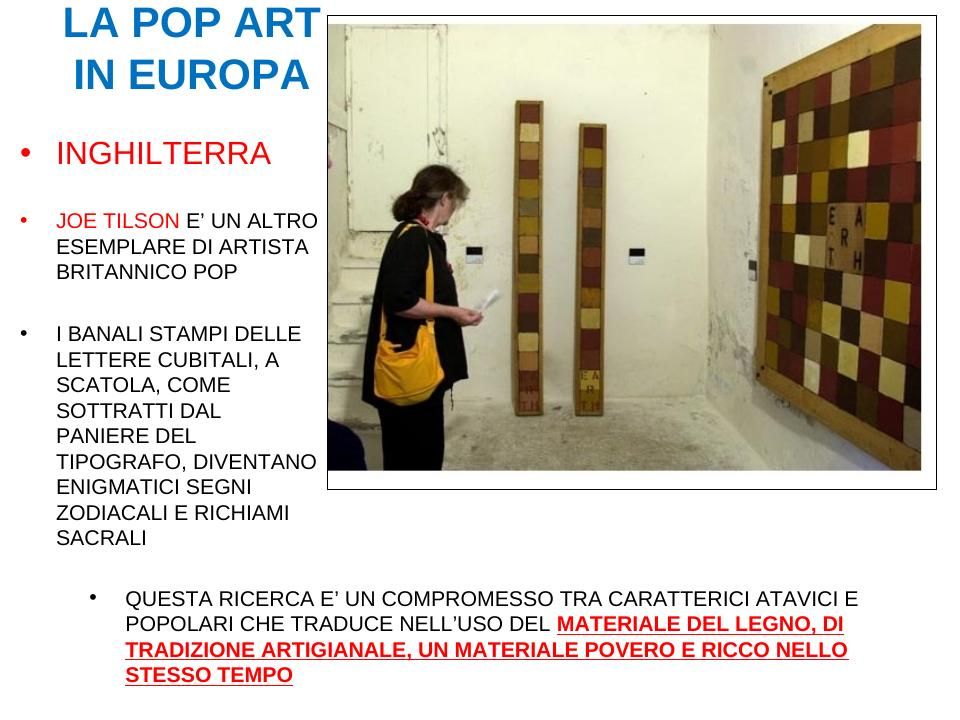 LA POP ART
IN EUROPA
• INGHILTERRA
• JOE TILSON E’ UN ALTRO
ESEMPLARE DI ARTISTA
BRITANNICO POP
• I BANALI STAMPI DELLE
LETTERE CUBITALI, A
SCATOLA, COME
SOTTRATTI DAL
PANIERE DEL
TIPOGRAFO, DIVENTANO
ENIGMATICI SEGNI
ZODIACALI E RICHIAMI
SACRALI
• QUESTA RICERCA E’ UN COMPROMESSO TRA CARATTERICI ATAVICI E
POPOLARI CHE TRADUCE NELL’USO DEL MATERIALE DEL LEGNO, DI
TRADIZIONE ARTIGIANALE, UN MATERIALE POVERO E RICCO NELLO
STESSO TEMPO
E A
R
T H
E A
R
T H
E A
R
T H